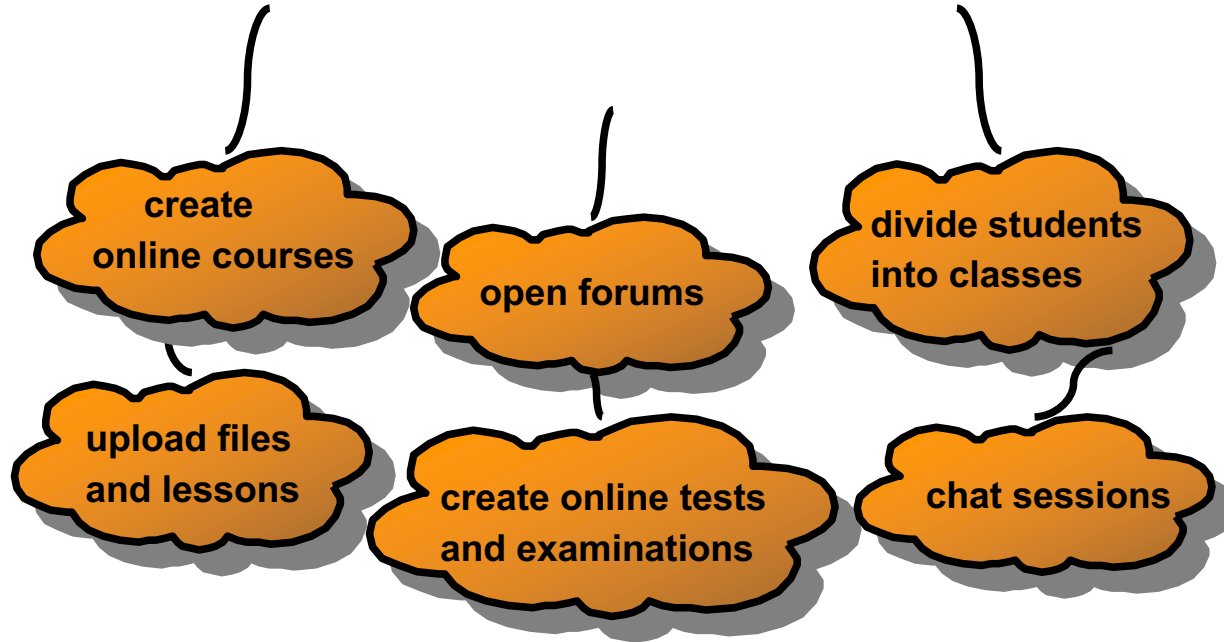 create
online courses
open forums
divide students
into classes
upload files
and lessons
create online tests
and examinations
chat sessions